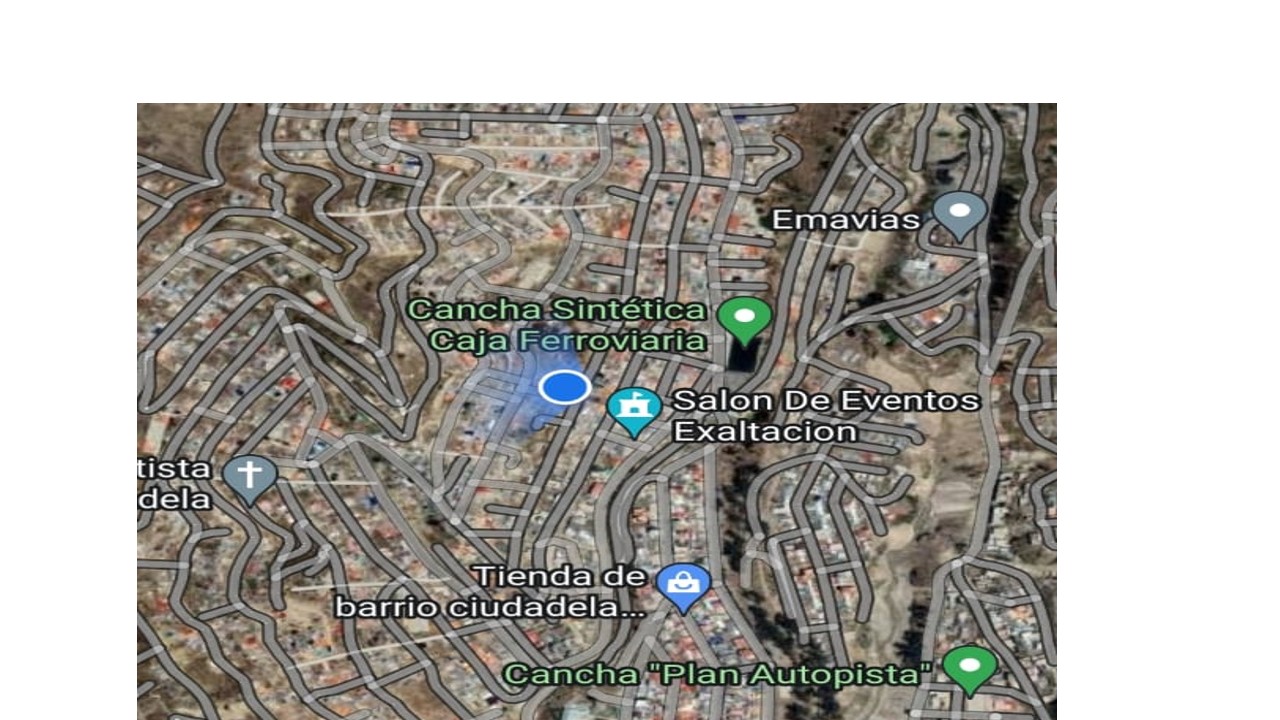 Emavias
Cancha Sintética
Caja Ferroviaria
Salon De Eventos
Exaltacion
tista
dela
Tienda de
barrio ciudadela...
Cancha "Plan Autopista"